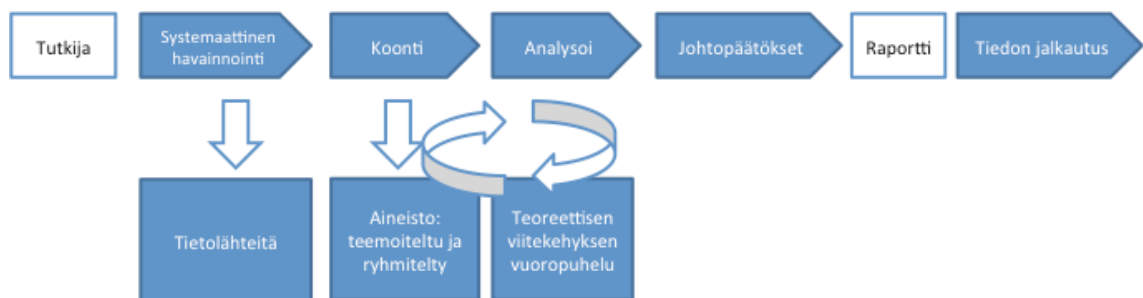 Tutkija
Systemaattinen
havainnointi
Koonti
Analysoi
Johtopäätökset
Raportti
Tiedon jalkautus
Tietolähteitä
Aineisto:
teemoiteltu ja
ryhmitelty
Teoreettisen
viitekehyksen
vuoropuhelu